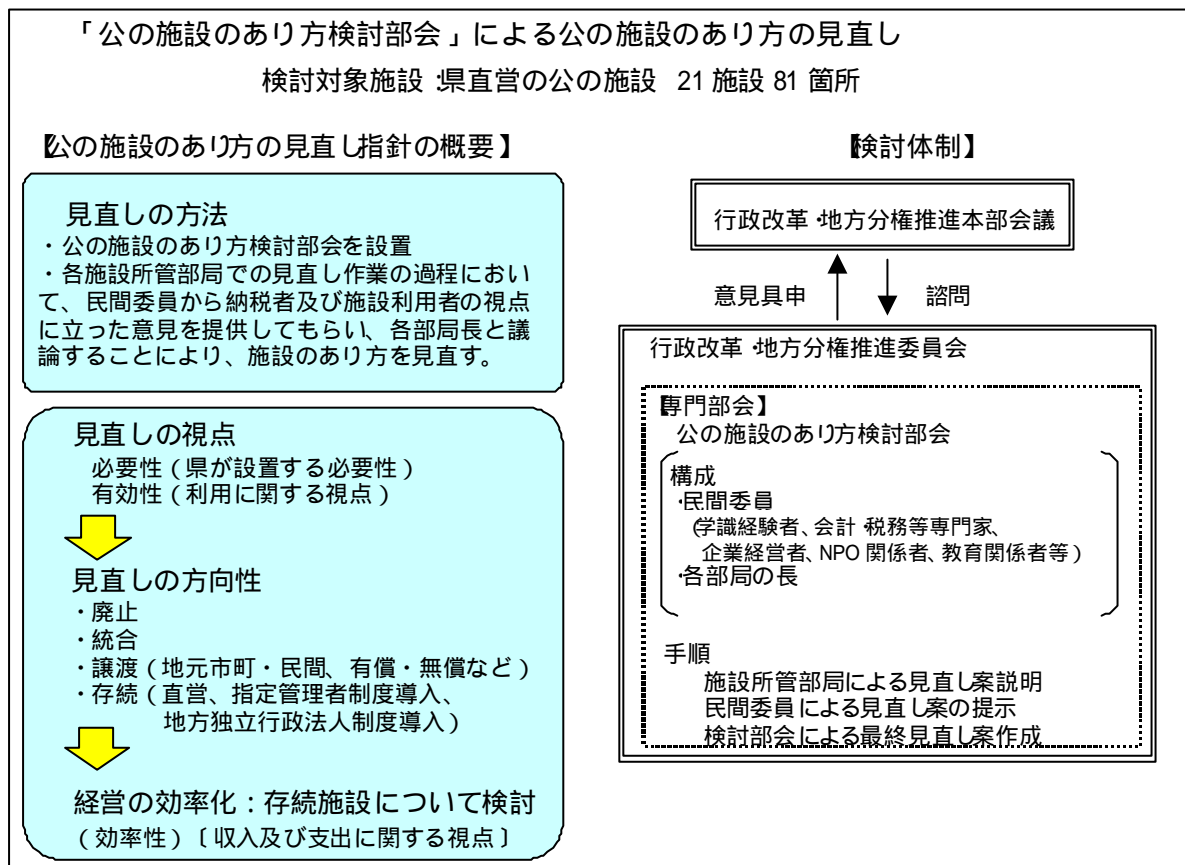 「公の施設のあり方検討部会」による公の施設のあり方の見直し
検討対象施設:県直営の公の施設 21 施設 81 箇所
【公の施設のあり方の見直し指針の概要】
見直しの方法
・公の施設のあり方検討部会を設置
・各施設所管部局での見直し作業の過程におい
て、民間委員から納税者及び施設利用者の視点
に立った意見を提供してもらい、各部局長と議
論することにより、施設のあり方を見直す。
見直しの視点
必要性(県が設置する必要性)
有効性(利用に関する視点)
見直しの方向性
・廃止
・統合
・譲渡(地元市町・民間、有償・無償など)
・存続(直営、指定管理者制度導入、
地方独立行政法人制度導入)
経営の効率化:存続施設について検討
(効率性)〔収入及び支出に関する視点〕
【検討体制】
行政改革・地方分権推進本部会議
意見具申
諮問
行政改革・地方分権推進委員会
【専門部会】
公の施設のあり方検討部会
構成
・民間委員
(学識経験者、会計・税務等専門家、
企業経営者、NPO 関係者、教育関係者等)
・各部局の長
手順
施設所管部局による見直し案説明
民間委員による見直し案の提示
検討部会による最終見直し案作成